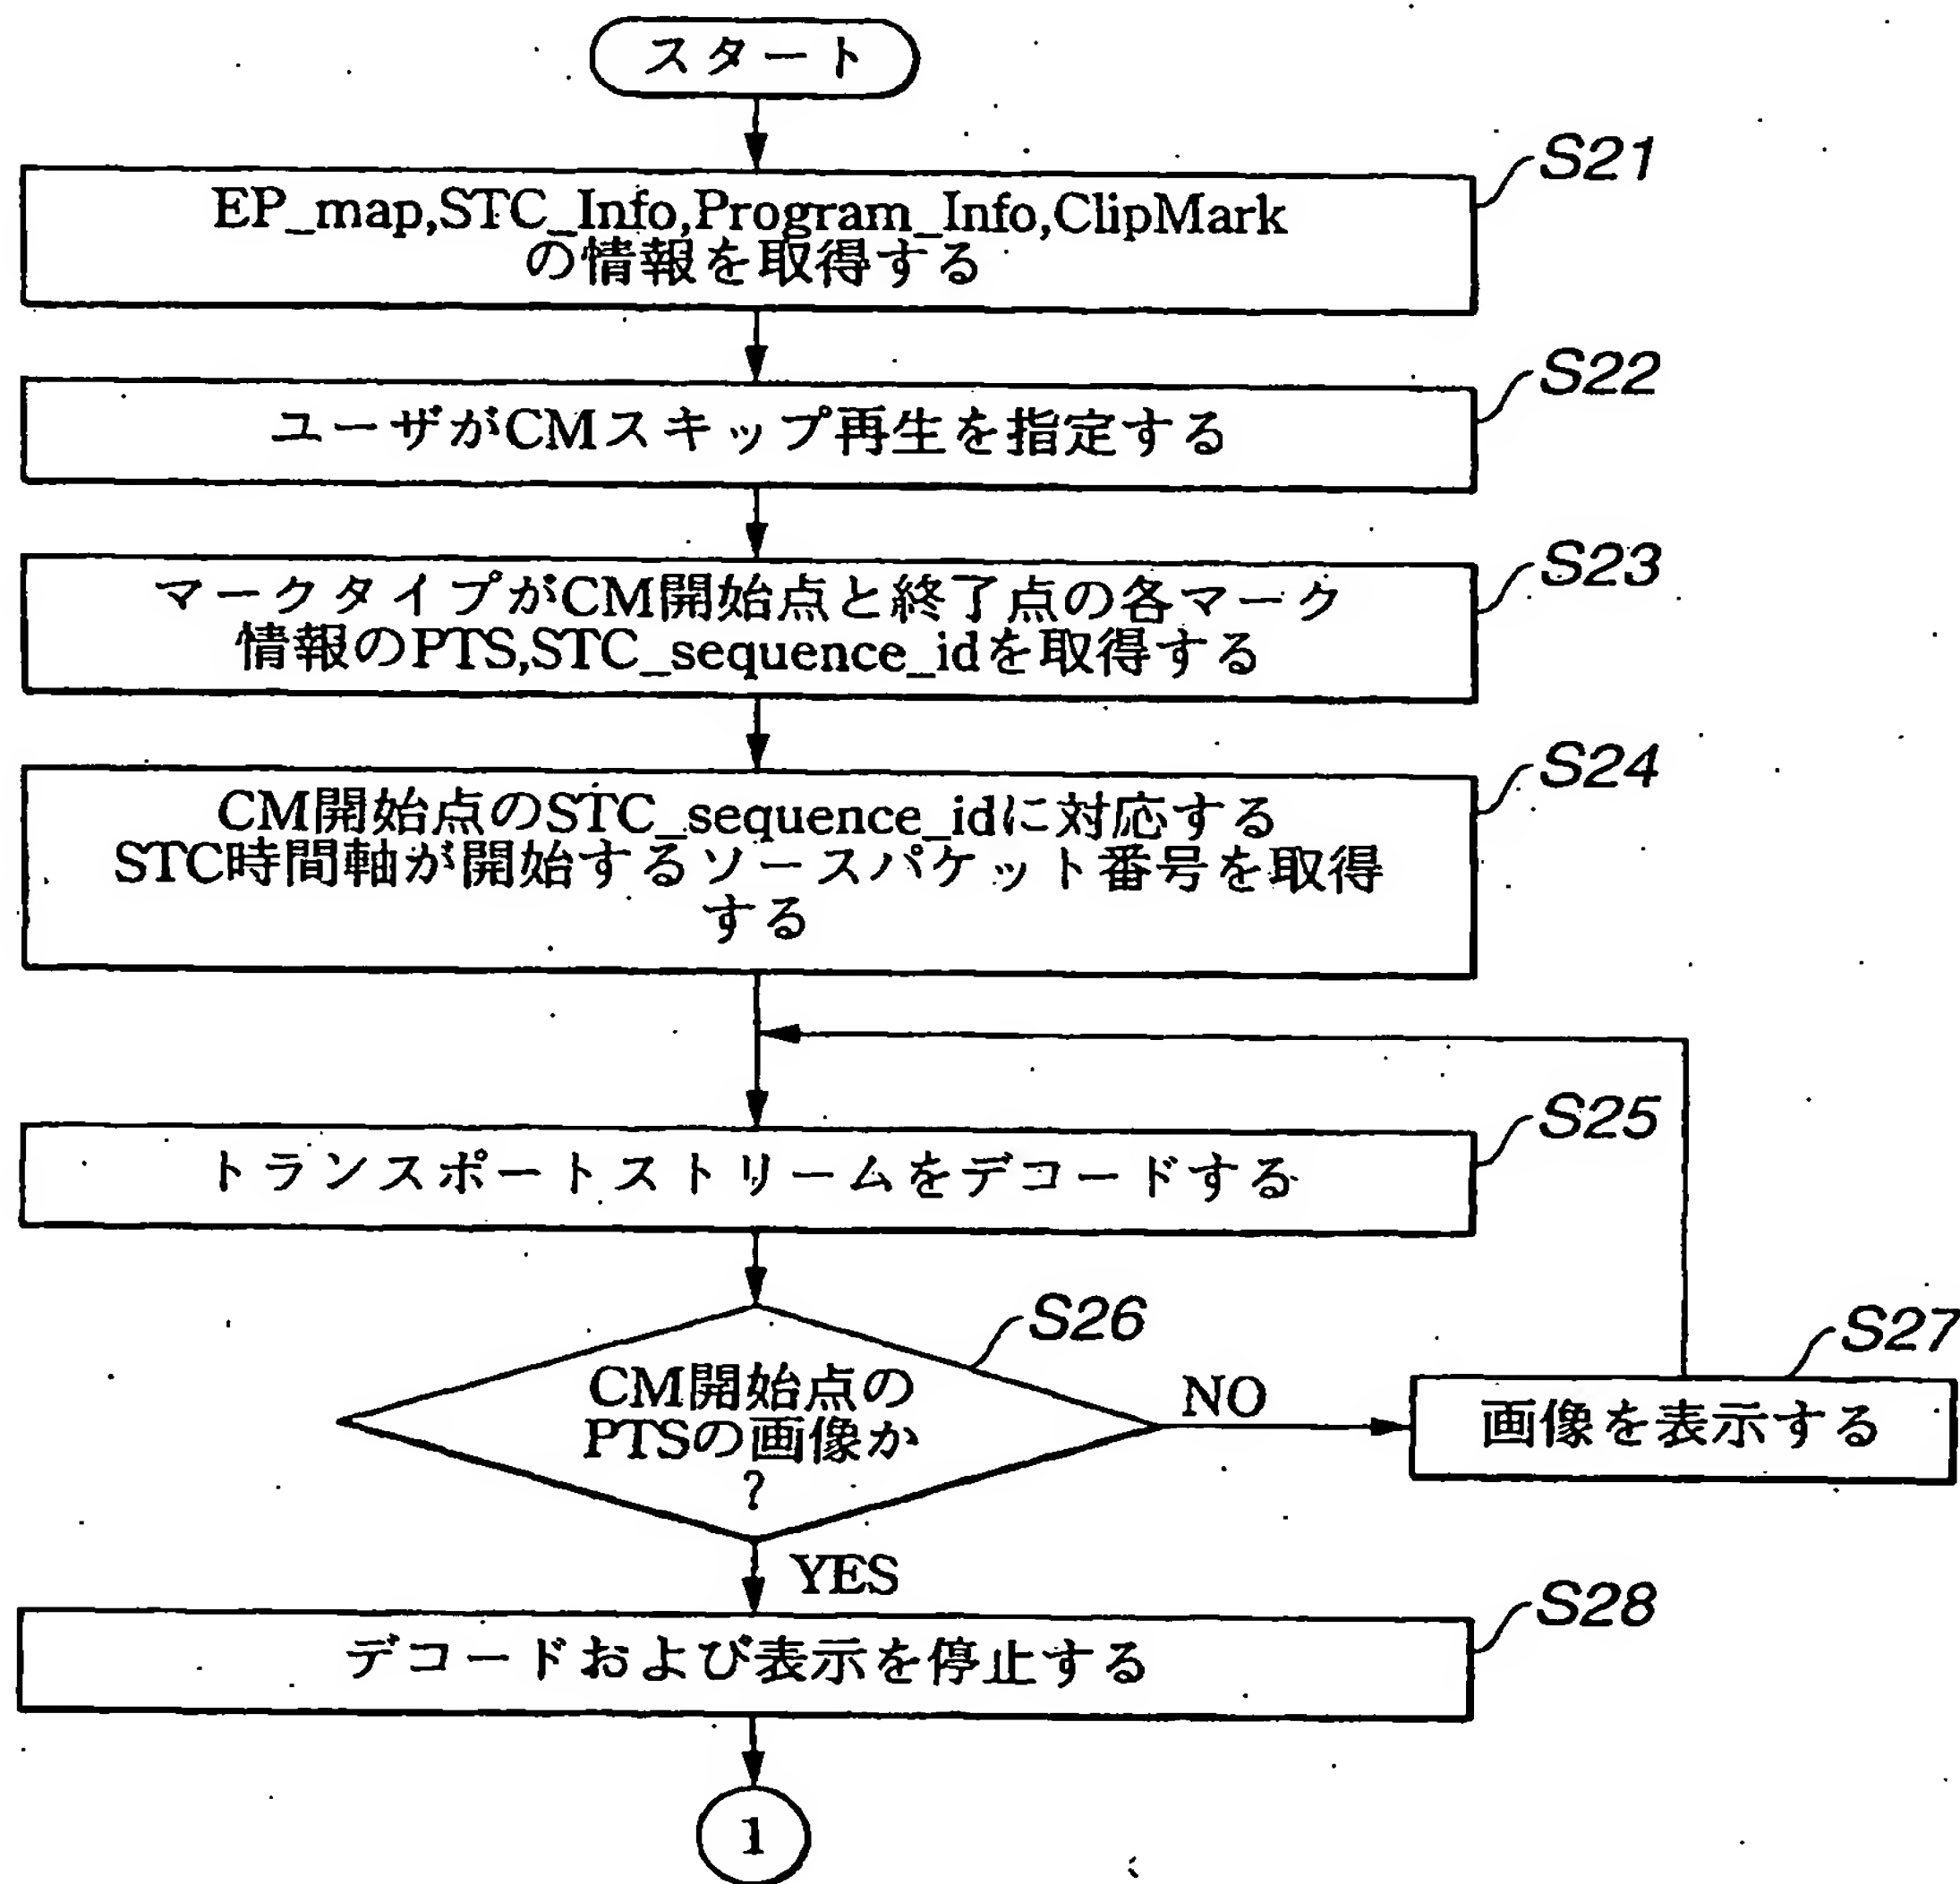 スタート
S21
EP_map,STC_Info,Program_Info,ClipMark
の情報を取得する
S22
ユーザがCMスキップ再生を指定する
S23
マークタイプがCM開始点と終了点の各マーク
情報のPTS,STC_sequence_idを取得する
S24
CM開始点のSTC_sequence_idに対応する
STC時間軸が開始するソースパケット番号を取得
する
S25
トランスポートストリームをデコードする
S26
CM開始点の
PTSの画像か
?
NO
S27
画像を表示する
YES
S28
デコードおよび表示を停止する
1